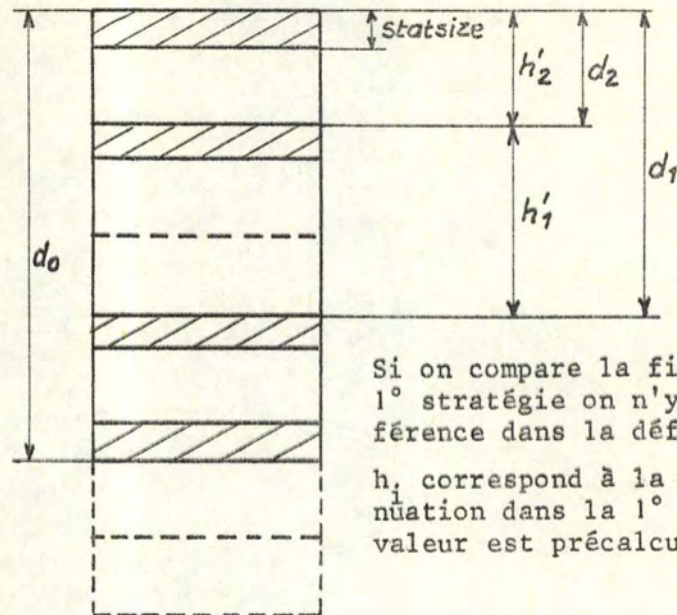 Statsize
h'2
d2
d1
h'1
d0
Si on compare la fi
1° stratégie on n'y
férence dans la déf
hi correspond à la
nuation dans la 1°
valeur est précalcu